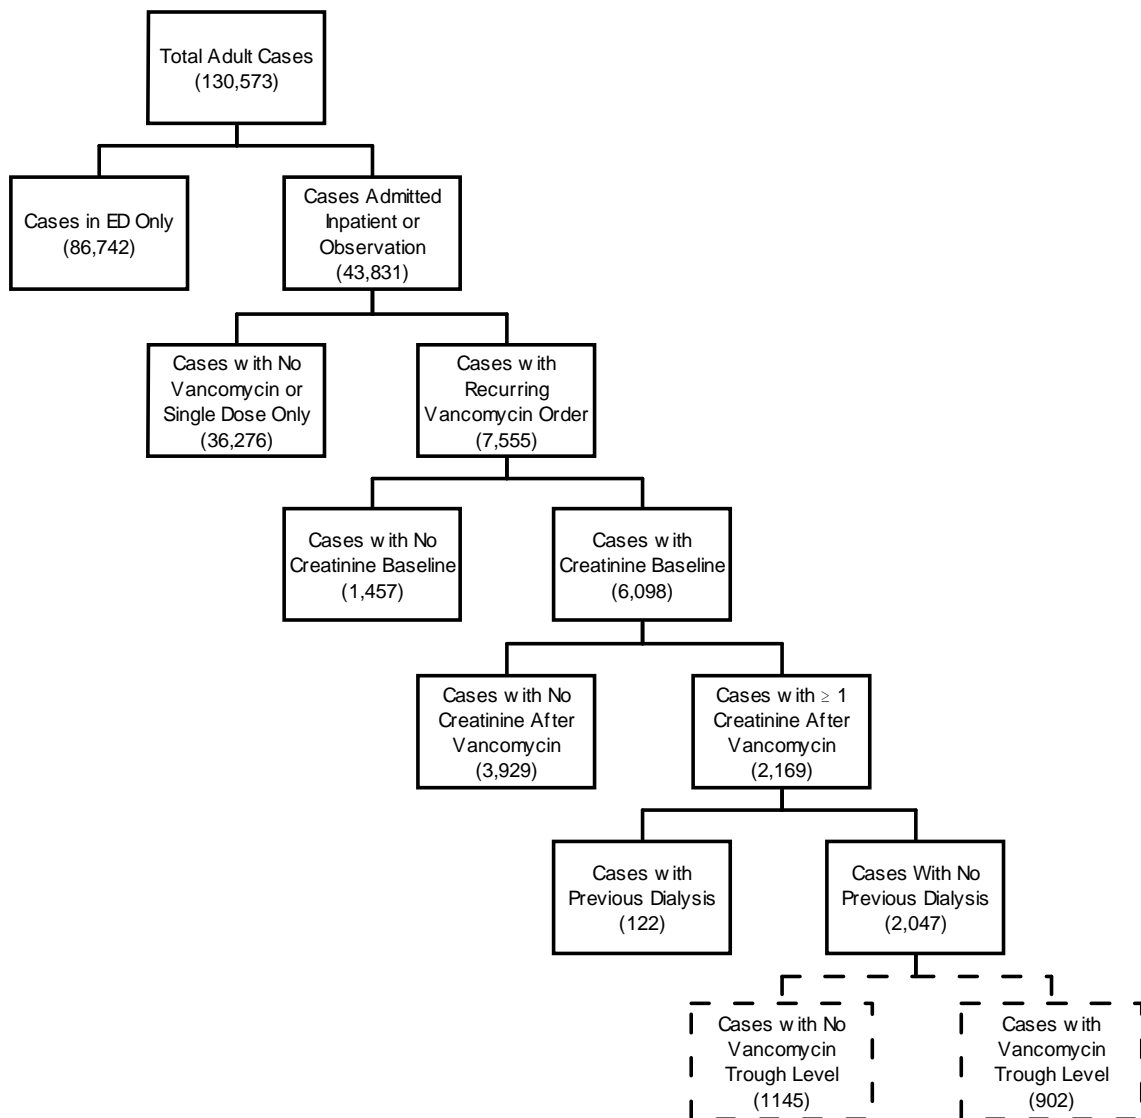 Total Adult Cases
(130,573)
Cases in ED Only
(86,742)
Cases Admitted
Inpatient or
Observation
(43,831)
Cases with No
Vancomycin or
Single Dose Only
(36,276)
Cases with
Recurring
Vancomycin Order
(7,555)
Cases with No
Creatinine Baseline
(1,457)
Cases with
Creatinine Baseline
(6,098)
Cases with No
Creatinine After
Vancomycin
(3,929)
Cases with ≥ 1
Creatinine After
Vancomycin
(2,169)
Cases with
Previous Dialysis
(122)
Cases With No
Previous Dialysis
(2,047)
Cases with No
Vancomycin
Trough Level
(1145)
Cases with
Vancomycin
Trough Level
(902)